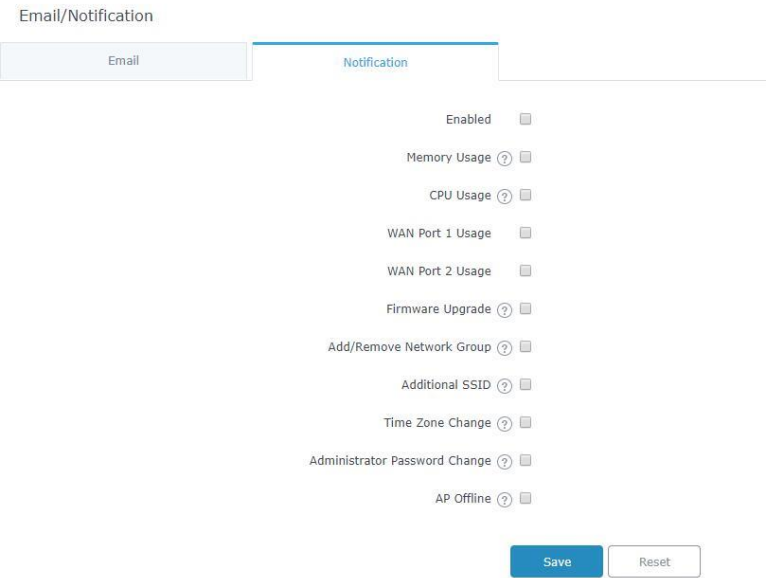 Email/Notification
Email Notification
Enabled
Memory Usage ?
CPU Usage ?
WAN Port 1 Usage
WAN Port 2 Usage
Firmware Upgrade ?
Add/Remove Network Group ?
Additional SSID ?
Time Zone Change ?
Administrator Password Change ?
AP Offline ?
Save Reset